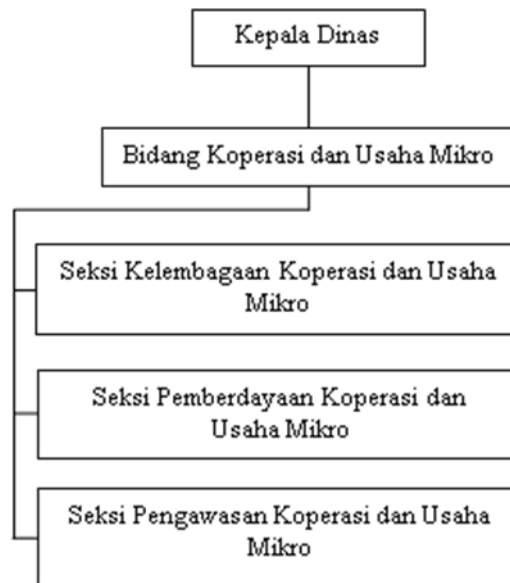 Kepala Dinas
Bidang Koperasi dan Usaha Mikro
Seksi Kelembagaan Koperasi dan Usaha
Mikro
Seksi Pemberdayaan Koperasi dan
Usaha Mikro
Seksi Pengawasan Koperasi dan Usaha
Mikro